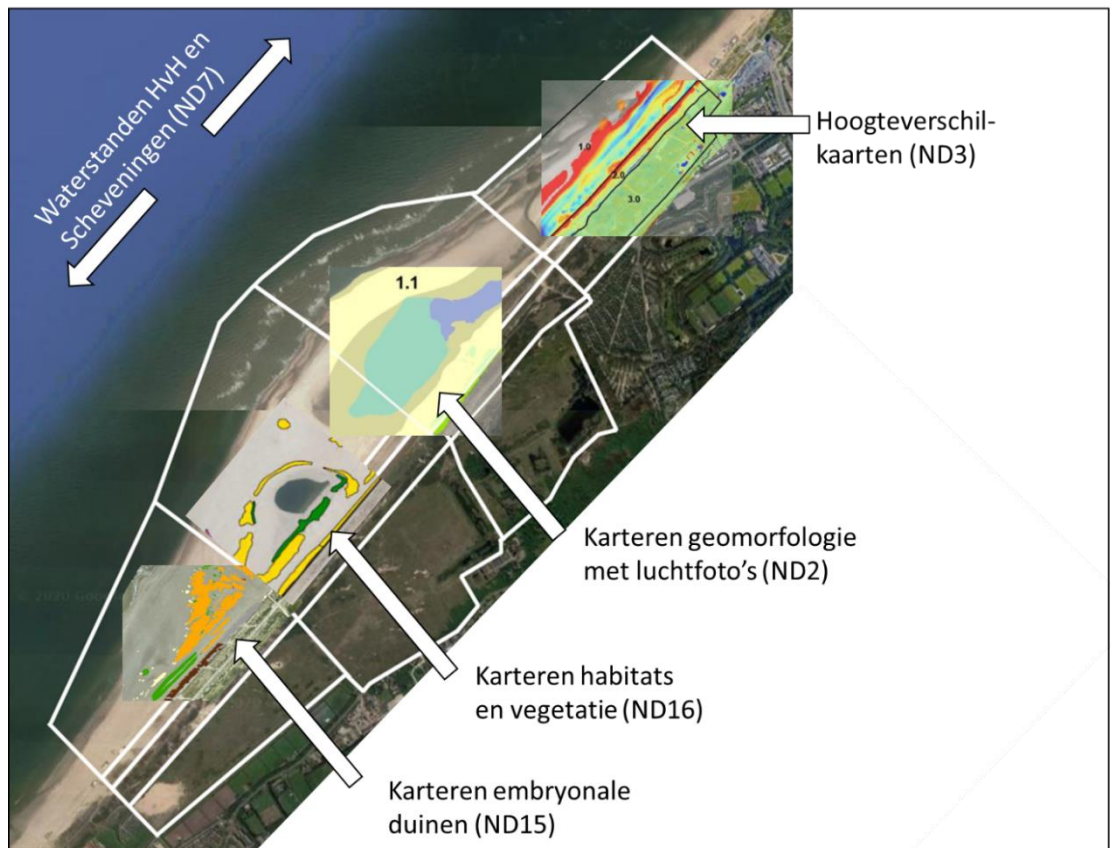 Waterstanden HvH en
Scheveningen (ND7)
Hoogteverschil-
kaarten (ND3)
1.0
2.0
3.0
1.1
Karteren geomorfologie
met luchtfoto's (ND2)
Karteren habitats
en vegetatie (ND16)
Karteren embryonale
duinen (ND15)